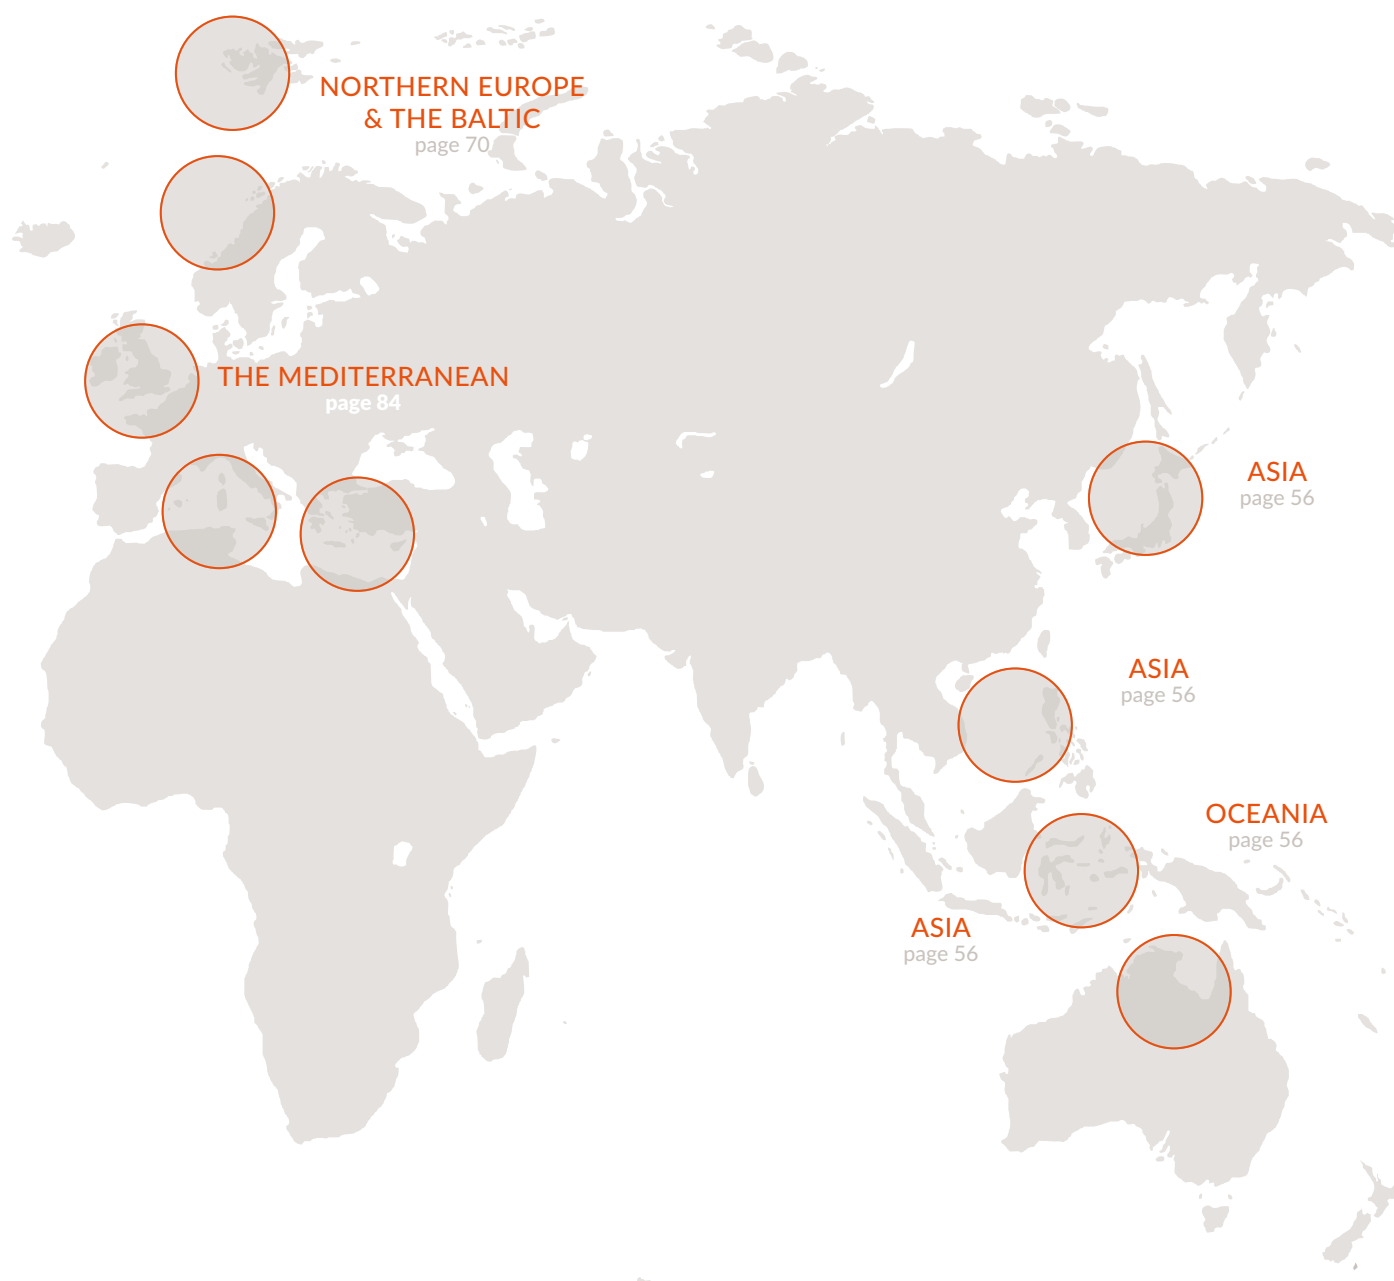 NORTHERN EUROPE
& THE BALTIC
page 70
THE MEDITERRANEAN
page 84
ASIA
page 56
ASIA
page 56
OCEANIA
page 56
ASIA
page 56